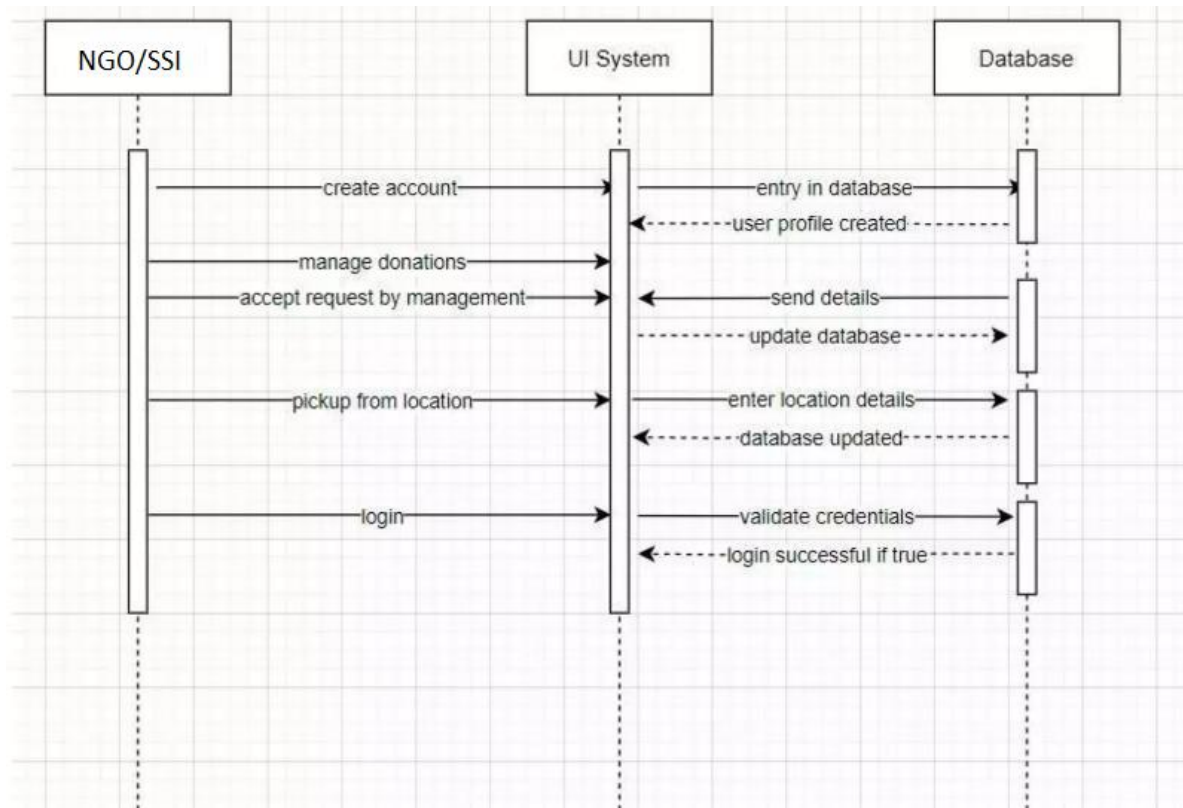 NGO/SSI
UI System
Database
create account
entry in database
user profile created
manage donations
accept request by management
send details
update database
pickup from location
enter location details
database updated
login
validate credentials
login successful if true